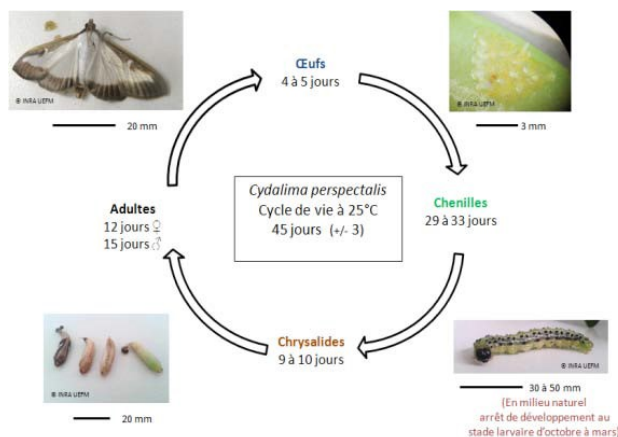 © INRA UEFM
20 mm
Œufs
4 à 5 jours
© INRA UEFM
3 mm
Adultes
12 jours ♀
15 jours ♂
Cydalima perspectalis
Cycle de vie à 25°C
45 jours (+/- 3)
Chenilles
29 à 33 jours
© INRA UEFM
20 mm
Chrysalides
9 à 10 jours
© INRA UEFM
30 à 50 mm
(En milieu naturel
arrêt de développement au
stade larvaire d'octobre à mars)